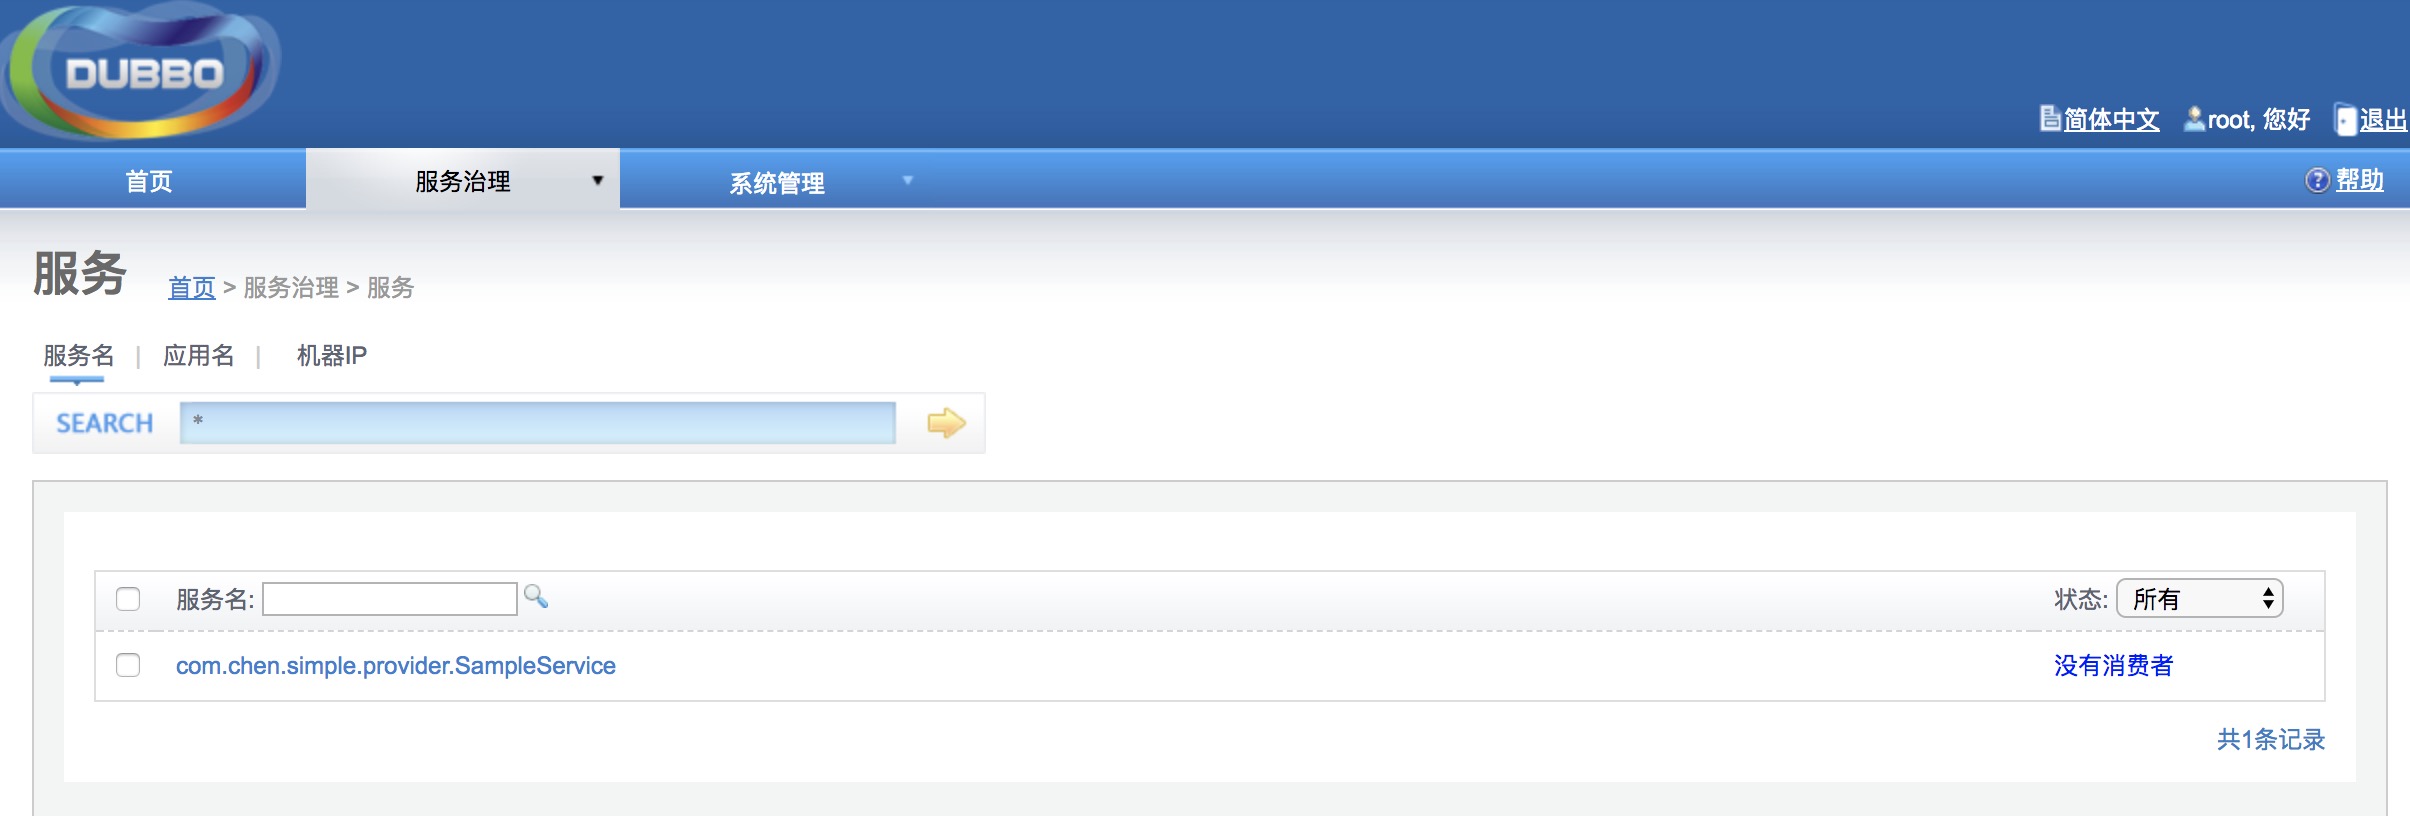 DUBBO
简体中文 root, 您好 退出
首页 服务治理 ▼ 系统管理 ▼ ? 帮助
服务 首页 > 服务治理 > 服务
服务名 | 应用名 | 机器IP
SEARCH *
服务名: 状态: 所有
com.chen.simple.provider.SampleService 没有消费者
共1条记录